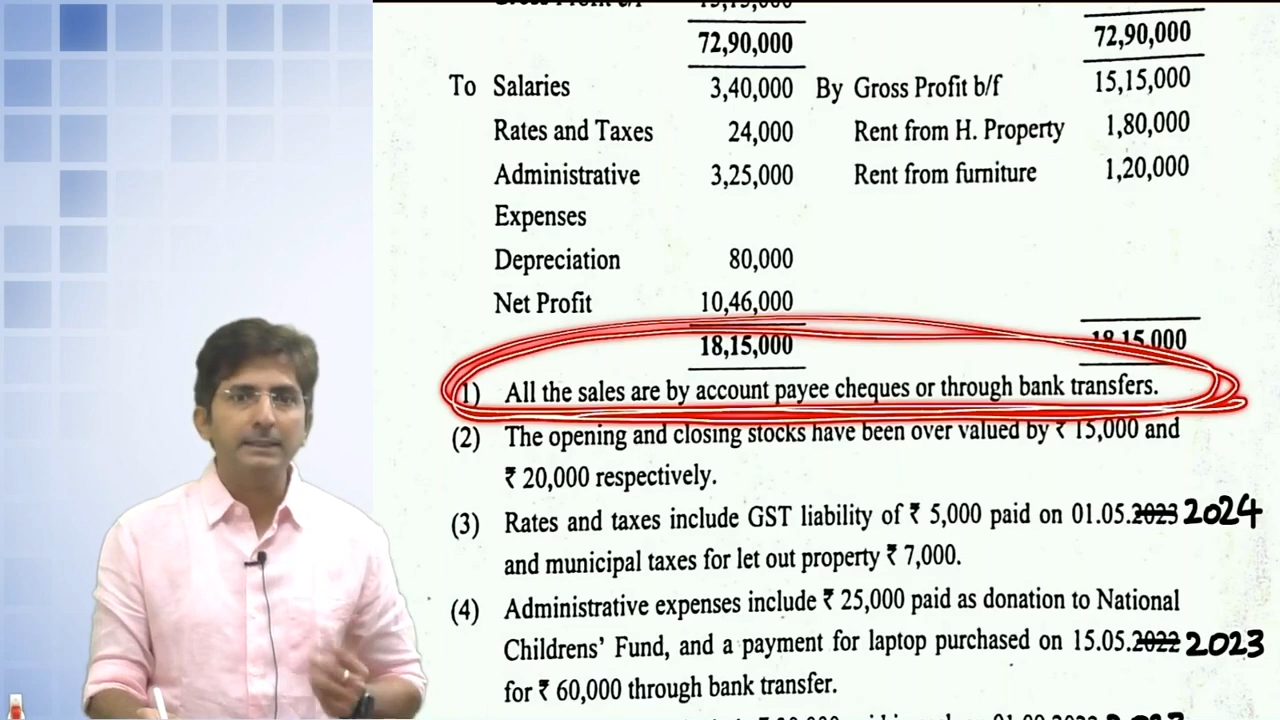 72,90,000 72,90,000
To Salaries 3,40,000 By Gross Profit b/f 15,15,000
Rates and Taxes 24,000 Rent from H. Property 1,80,000
Administrative 3,25,000 Rent from furniture 1,20,000
Expenses
Depreciation 80,000
Net Profit 10,46,000
18,15,000 18,15,000
1) All the sales are by account payee cheques or through bank transfers.
(2) The opening and closing stocks have been over valued by ₹ 15,000 and
₹ 20,000 respectively.
(3) Rates and taxes include GST liability of ₹ 5,000 paid on 01.05.2023 2024
and municipal taxes for let out property ₹ 7,000.
(4) Administrative expenses include ₹ 25,000 paid as donation to National
Childrens' Fund, and a payment for laptop purchased on 15.05.2022 2023
for ₹ 60,000 through bank transfer.